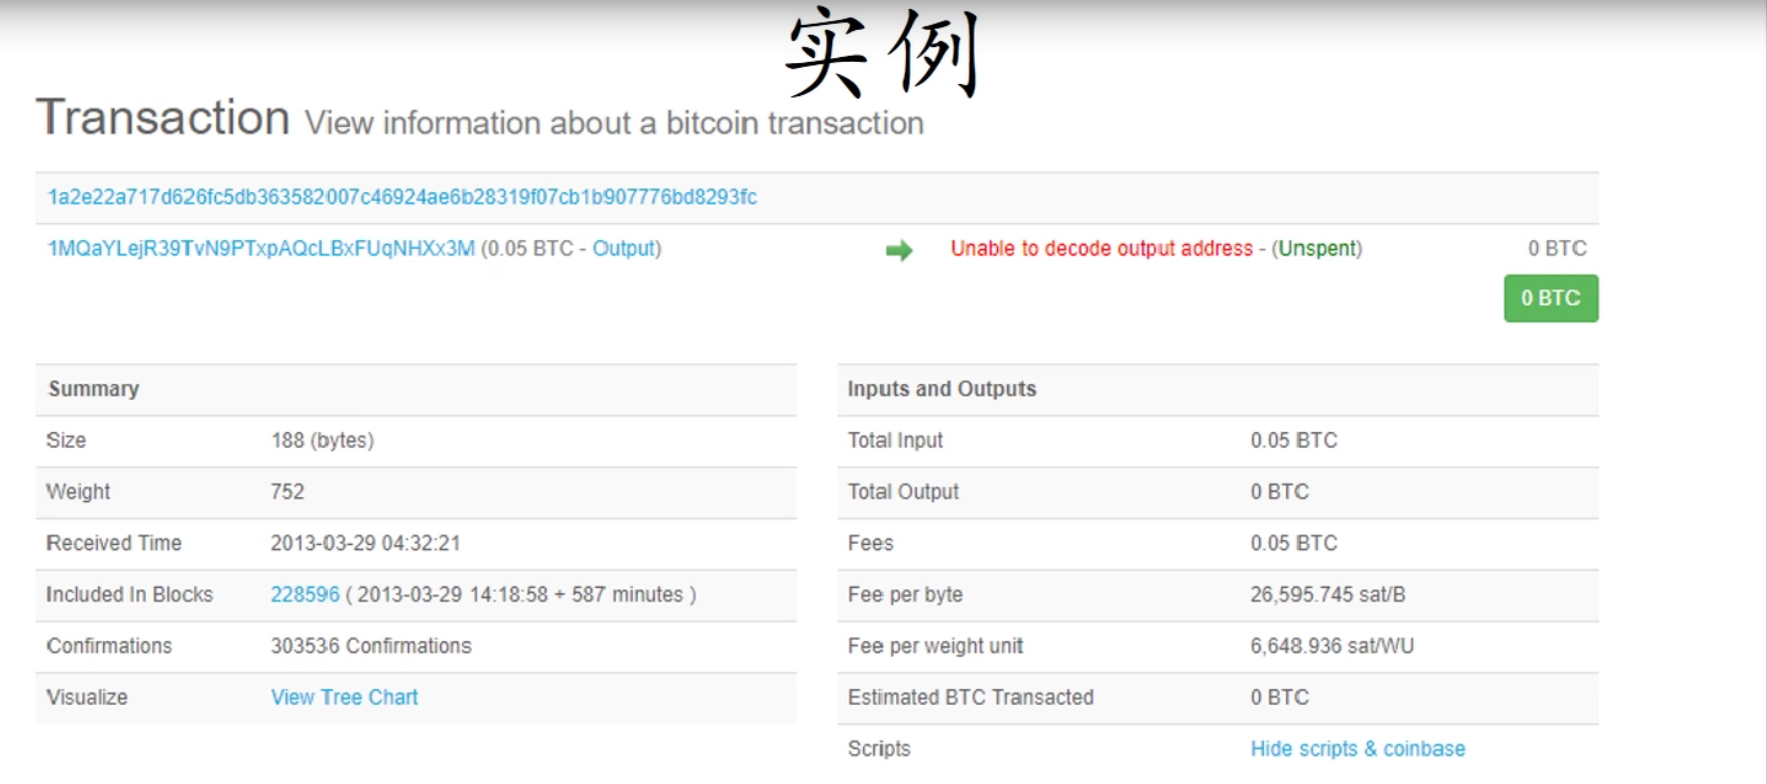 实例
Transaction View information about a bitcoin transaction
1a2e22a717d626fc5db363582007c46924ae6b28319f07cb1b907776bd8293fc
1MQaYLejR39TvN9PTxpAQcLBxFUqNHXx3M (0.05 BTC - Output) Unable to decode output address - (Unspent) 0 BTC
0 BTC
Summary
Size 188 (bytes)
Weight 752
Received Time 2013-03-29 04:32:21
Included In Blocks 228596 ( 2013-03-29 14:18:58 + 587 minutes )
Confirmations 303536 Confirmations
Visualize View Tree Chart
Inputs and Outputs
Total Input 0.05 BTC
Total Output 0 BTC
Fees 0.05 BTC
Fee per byte 26,595.745 sat/B
Fee per weight unit 6,648.936 sat/WU
Estimated BTC Transacted 0 BTC
Scripts Hide scripts & coinbase